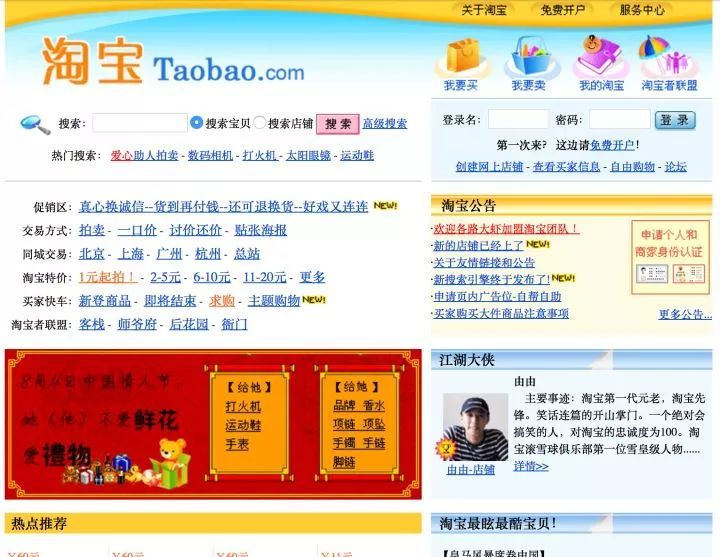 关于淘宝 免费开户 服务中心
淘宝 Taobao.com
我要买 我要卖 我的淘宝 淘宝者联盟
搜索： 搜索宝贝 搜索店铺 搜索 高级搜索
热门搜索： 爱心助人拍卖 - 数码相机 - 打火机 - 太阳眼镜 - 运动鞋
登录名： 密码： 登录
第一次来? 这边请免费开户!
创建网上店铺 - 查看买家信息 - 自由购物 - 论坛
促销区： 真心换诚信--货到再付钱--还可退换货--好戏又连连 NEW!
交易方式： 拍卖 - 一口价 - 讨价还价 - 贴张海报
同城交易： 北京 - 上海 - 广州 - 杭州 - 总站
淘宝特价： 1元起拍！ - 2-5元 - 6-10元 - 11-20元 - 更多
买家快车： 新登商品 - 即将结束 - 求购 - 主题购物 NEW!
淘宝者联盟： 客栈 - 师爷府 - 后花园 - 衙门
淘宝公告
·欢迎各路大虾加盟淘宝团队！
·新的店铺已经上了 NEW!
·关于友情链接和公告
·新搜索引擎终于发布了! NEW!
·申请页内广告位-自帮自助
·买家购买大件商品注意事项
申请个人和
商家身份认证
更多公告...
8月4日中国情人节，
她（他）不爱鲜花
爱禮物
【给他】
打火机
运动鞋
手表
【给她】
品牌 香水
项链 项坠
手镯 手链
脚链
江湖大侠
由由
主要事迹：淘宝第一代元老，淘宝先
锋。笑话连篇的开山掌门。一个绝对会
搞笑的人，对淘宝的忠诚度为100。淘
宝滚雪球俱乐部第一位雪皇级人物......
详情>>
由由-店铺
热点推荐
￥60元 ￥60元 ￥60元 ￥11元
淘宝最眩最酷宝贝!